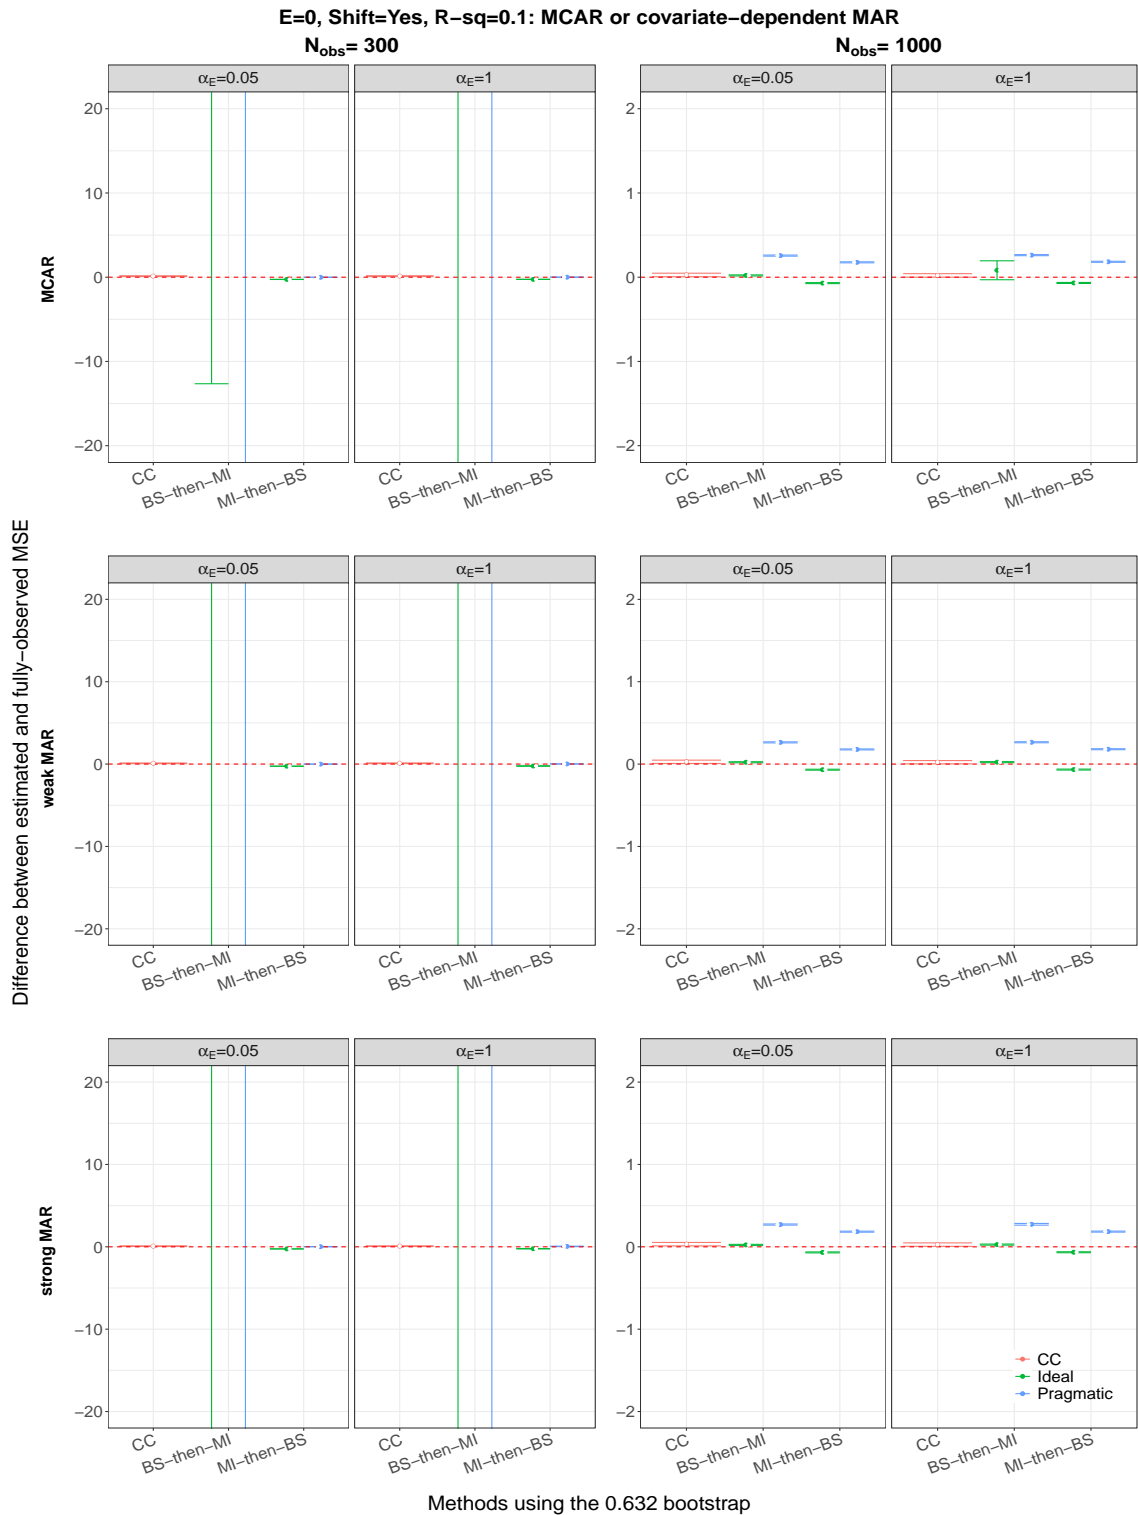 E=0, Shift=Yes, R−sq=0.1: MCAR or covariate−dependent MAR
Nobs= 300
Nobs= 1000
αE=0.05
αE=1
αE=0.05
αE=1
20
10
0
−10
−20
2
1
0
−1
−2
MCAR
CC
BS−then−MI
MI−then−BS
CC
BS−then−MI
MI−then−BS
CC
BS−then−MI
MI−then−BS
CC
BS−then−MI
MI−then−BS
Difference between estimated and fully−observed MSE
αE=0.05
αE=1
αE=0.05
αE=1
20
10
0
−10
−20
2
1
0
−1
−2
weak MAR
CC
BS−then−MI
MI−then−BS
CC
BS−then−MI
MI−then−BS
CC
BS−then−MI
MI−then−BS
CC
BS−then−MI
MI−then−BS
αE=0.05
αE=1
αE=0.05
αE=1
20
10
0
−10
−20
2
1
0
−1
−2
strong MAR
CC
Ideal
Pragmatic
CC
BS−then−MI
MI−then−BS
CC
BS−then−MI
MI−then−BS
CC
BS−then−MI
MI−then−BS
CC
BS−then−MI
MI−then−BS
Methods using the 0.632 bootstrap